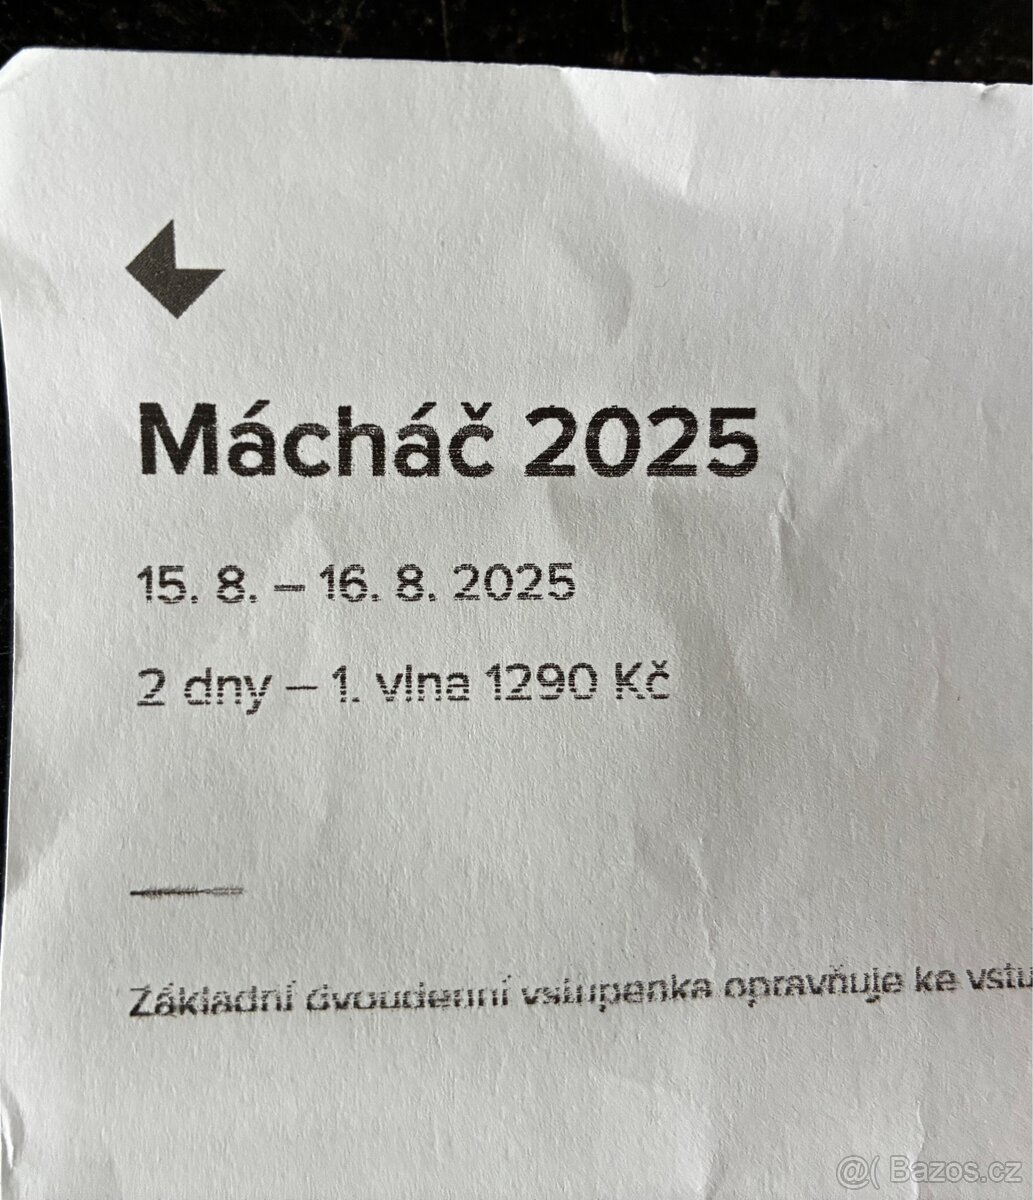 Mácháč 2025
15. 8. – 16. 8. 2025
2 dny – 1. vlna 1290 Kč
Základní dvoudenní vstupenka opravňuje ke vstu
@( Bazos.cz